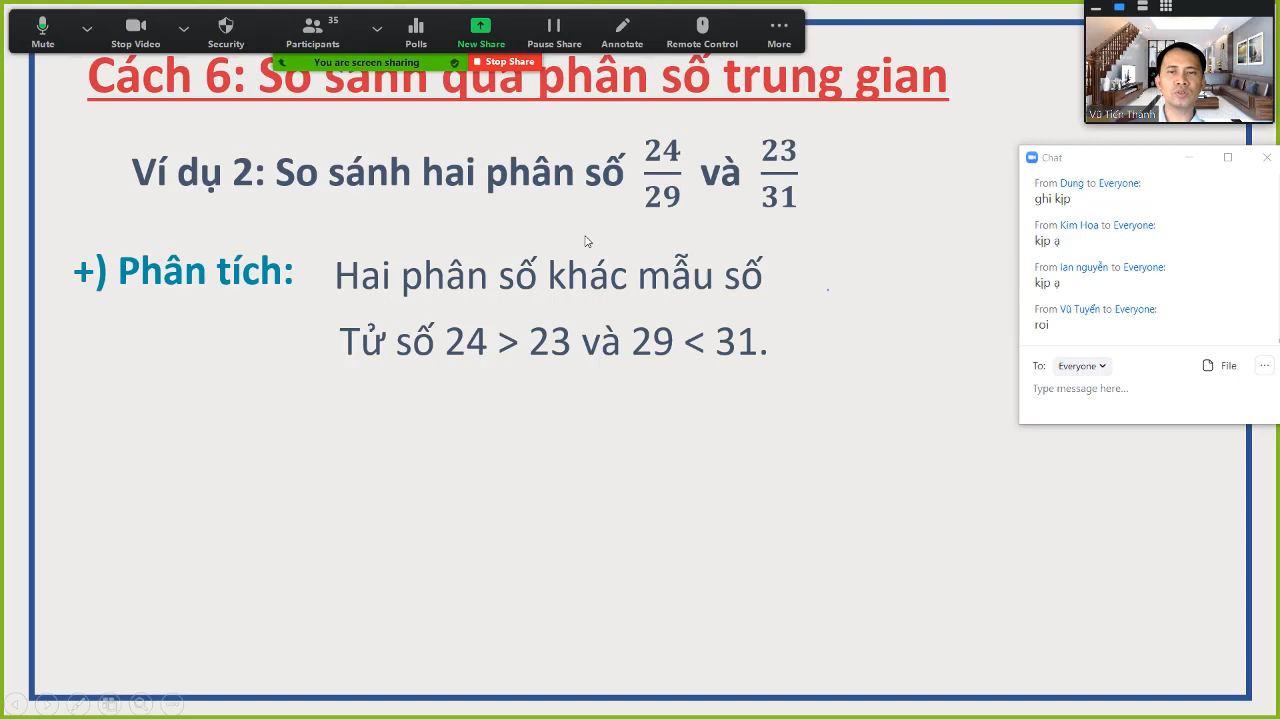 Mute
Stop Video
Security
35
Participants
Polls
New Share
Pause Share
Annotate
Remote Control
More
You are screen sharing
Stop Share
Cách 6: So sánh qua phân số trung gian
Ví dụ 2: So sánh hai phân số 24/29 và 23/31
+) Phân tích: Hai phân số khác mẫu số
Tử số 24 > 23 và 29 < 31.
Vũ Tiến Thành
Chat
From Dung to Everyone:
ghi kịp
From Kim Hoa to Everyone:
kịp ạ
From lan nguyễn to Everyone:
kịp ạ
From Vũ Tuyển to Everyone:
roi
To: Everyone
File
Type message here...